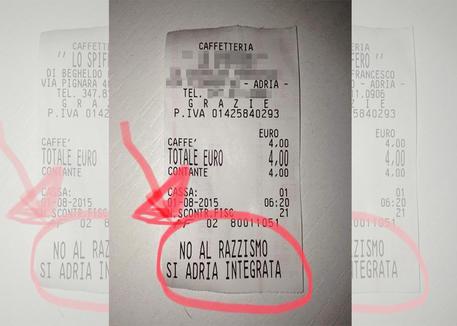 CAFFETTERIA
- ADRIA -
TEL.
G R A Z I E
P.IVA 01425840293
EURO
CAFFE' 4,00
TOTALE EURO 4,00
CONTANTE 4,00
CASSA: 01
01-08-2015 06:20
N.SCONTR.FISC 21
02 80011051
NO AL RAZZISMO
SI ADRIA INTEGRATA